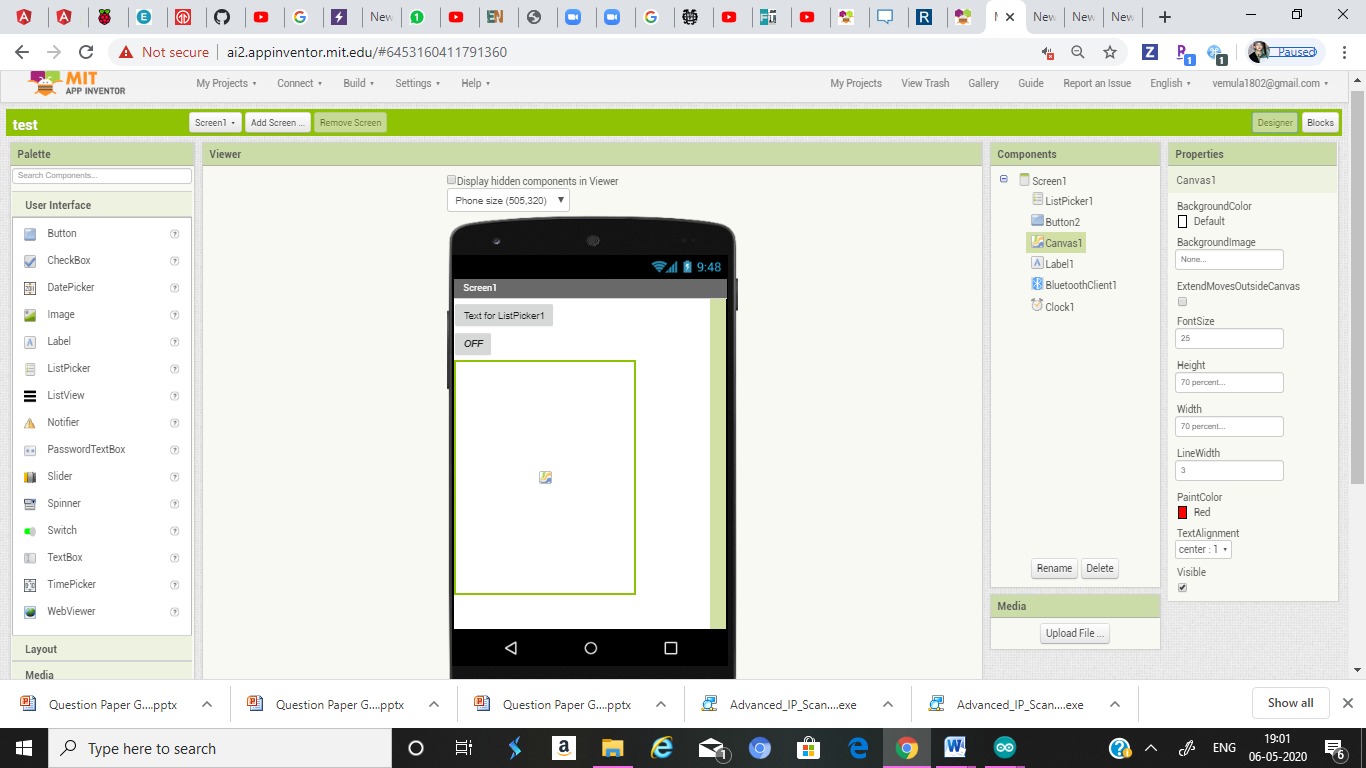 New
EN
M
New
New
New
Not secure | ai2.appinventor.mit.edu/#6453160411791360
Z
R
1
1
Paused
MIT
APP INVENTOR
My Projects
Connect
Build
Settings
Help
My Projects
View Trash
Gallery
Guide
Report an Issue
English
vemula1802@gmail.com
test
Screen1
Add Screen ...
Remove Screen
Designer
Blocks
Palette
Search Components...
User Interface
Button
CheckBox
DatePicker
Image
Label
ListPicker
ListView
Notifier
PasswordTextBox
Slider
Spinner
Switch
TextBox
TimePicker
WebViewer
Layout
Media
Viewer
Display hidden components in Viewer
Phone size (505,320)
9:48
Screen1
Text for ListPicker1
OFF
Components
Screen1
ListPicker1
Button2
Canvas1
Label1
BluetoothClient1
Clock1
Rename
Delete
Media
Upload File ...
Properties
Canvas1
BackgroundColor
Default
BackgroundImage
None...
ExtendMovesOutsideCanvas
FontSize
25
Height
70 percent...
Width
70 percent...
LineWidth
3
PaintColor
Red
TextAlignment
center : 1
Visible
Question Paper G....pptx
Question Paper G....pptx
Question Paper G....pptx
Advanced_IP_Scan....exe
Advanced_IP_Scan....exe
Show all
Type here to search
1
ENG
19:01
06-05-2020
6